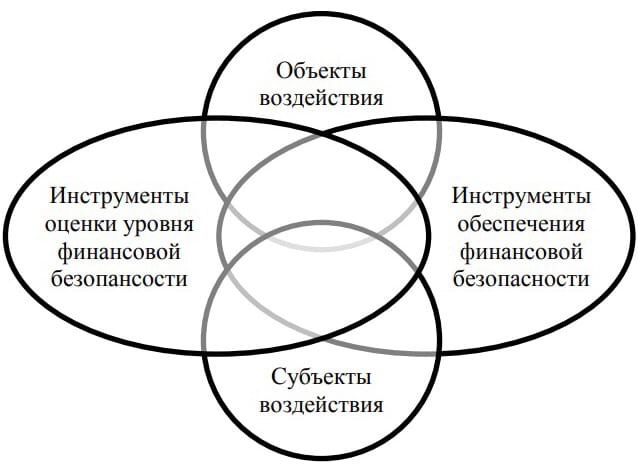 Объекты
воздействия
Инструменты
оценки уровня
финансовой
безопансости
Инструменты
обеспечения
финансовой
безопасности
Субъекты
воздействия